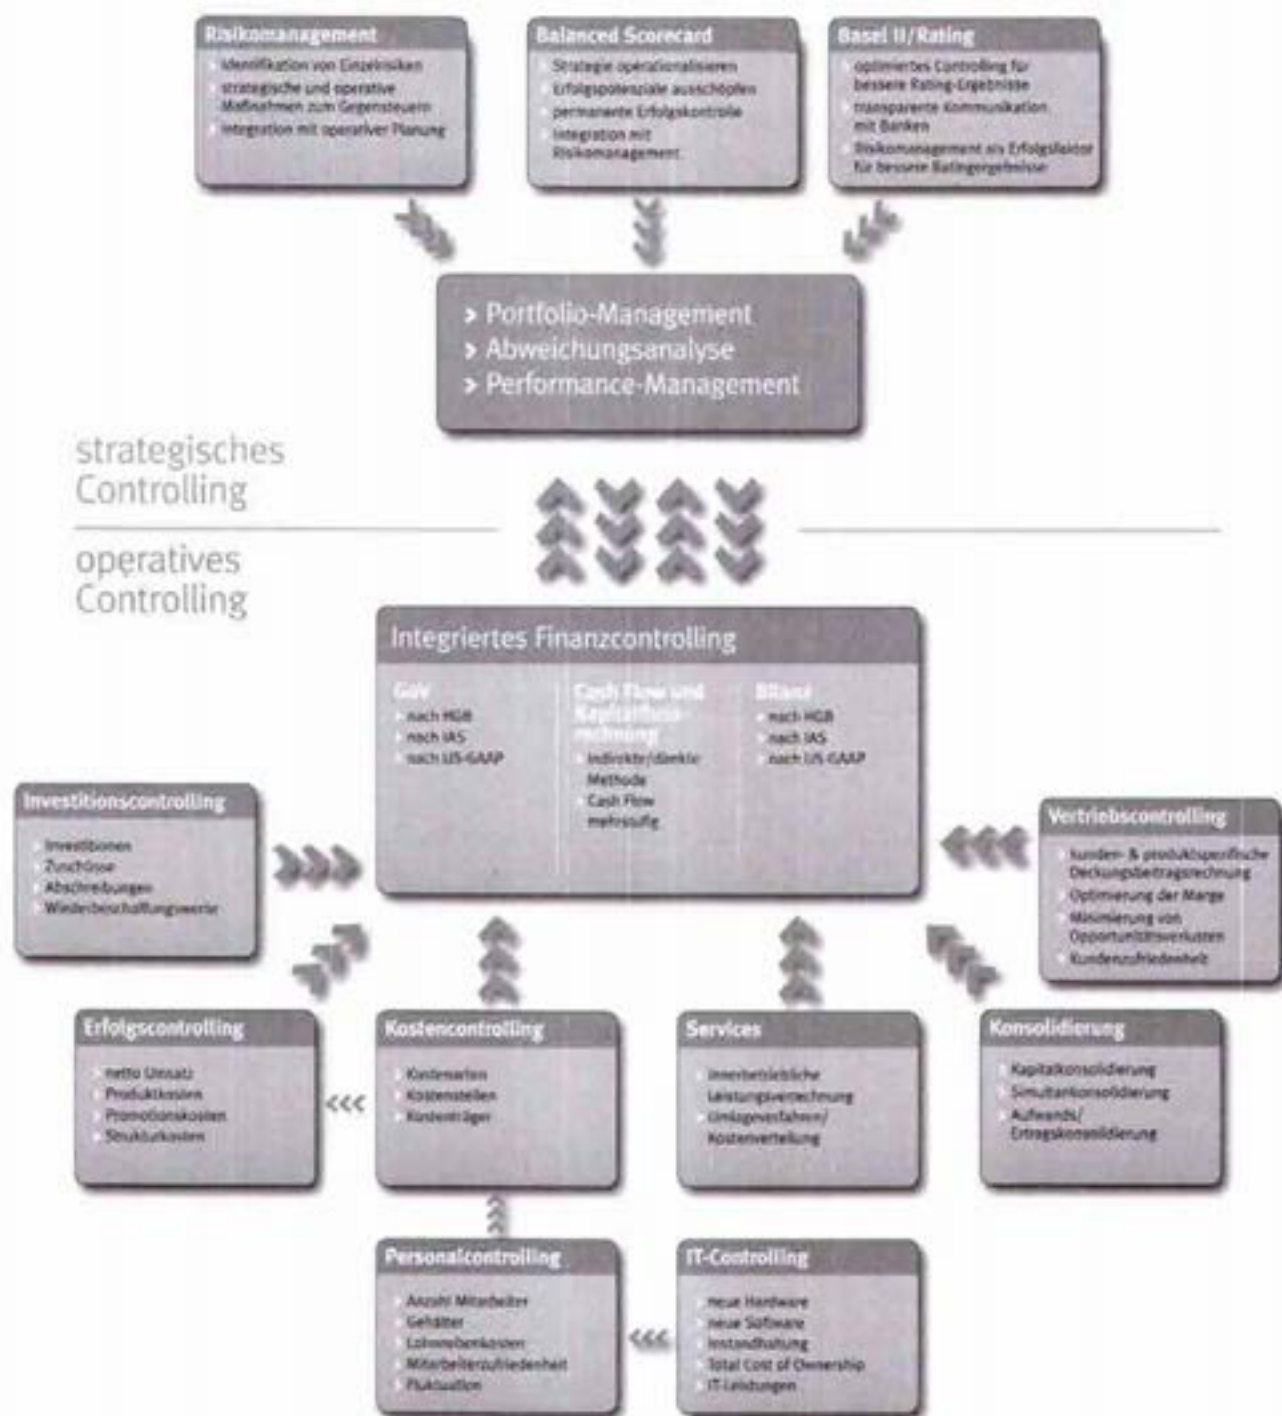 Risikomanagement
Identifikation von Einzelrisiken
strategische und operative
Maßnahmen zum Gegensteuern
Integration mit operativer Planung
Balanced Scorecard
Strategie operationalisieren
Erfolgspotenziale ausschöpfen
permanente Erfolgskontrolle
Integration mit
Risikomanagement
Basel II/Rating
optimiertes Controlling für
bessere Rating-Ergebnisse
transparente Kommunikation
mit Banken
Risikomanagement als Erfolgsfaktor
für bessere Ratingergebnisse
Portfolio-Management
Abweichungsanalyse
Performance-Management
strategisches
Controlling
operatives
Controlling
Integriertes Finanzcontrolling
GuV
nach HGB
nach IAS
nach US-GAAP
Cash Flow und
Kapitalfluss-
rechnung
Indirekte/direkte
Methode
Cash Flow
mehrstufig
Bilanz
nach HGB
nach IAS
nach US-GAAP
Investitionscontrolling
Investitionen
Zuschüsse
Abschreibungen
Wiederbeschaffungswerte
Vertriebscontrolling
kunden- & produktspezifische
Deckungsbeitragsrechnung
Optimierung der Marge
Minimierung von
Opportunitätsverlusten
Kundenzufriedenheit
Erfolgscontrolling
netto Umsatz
Produktkosten
Promotionskosten
Strukturkosten
Kostencontrolling
Kostenarten
Kostenstellen
Kostenträger
Services
innerbetriebliche
Leistungsverrechnung
Umlageverfahren/
Kostenverteilung
Konsolidierung
Kapitalkonsolidierung
Simultankonsolidierung
Aufwands/
Ertragskonsolidierung
Personalcontrolling
Anzahl Mitarbeiter
Gehälter
Lohnnebenkosten
Mitarbeiterzufriedenheit
Fluktuation
IT-Controlling
neue Hardware
neue Software
Instandhaltung
Total Cost of Ownership
IT-Leistungen